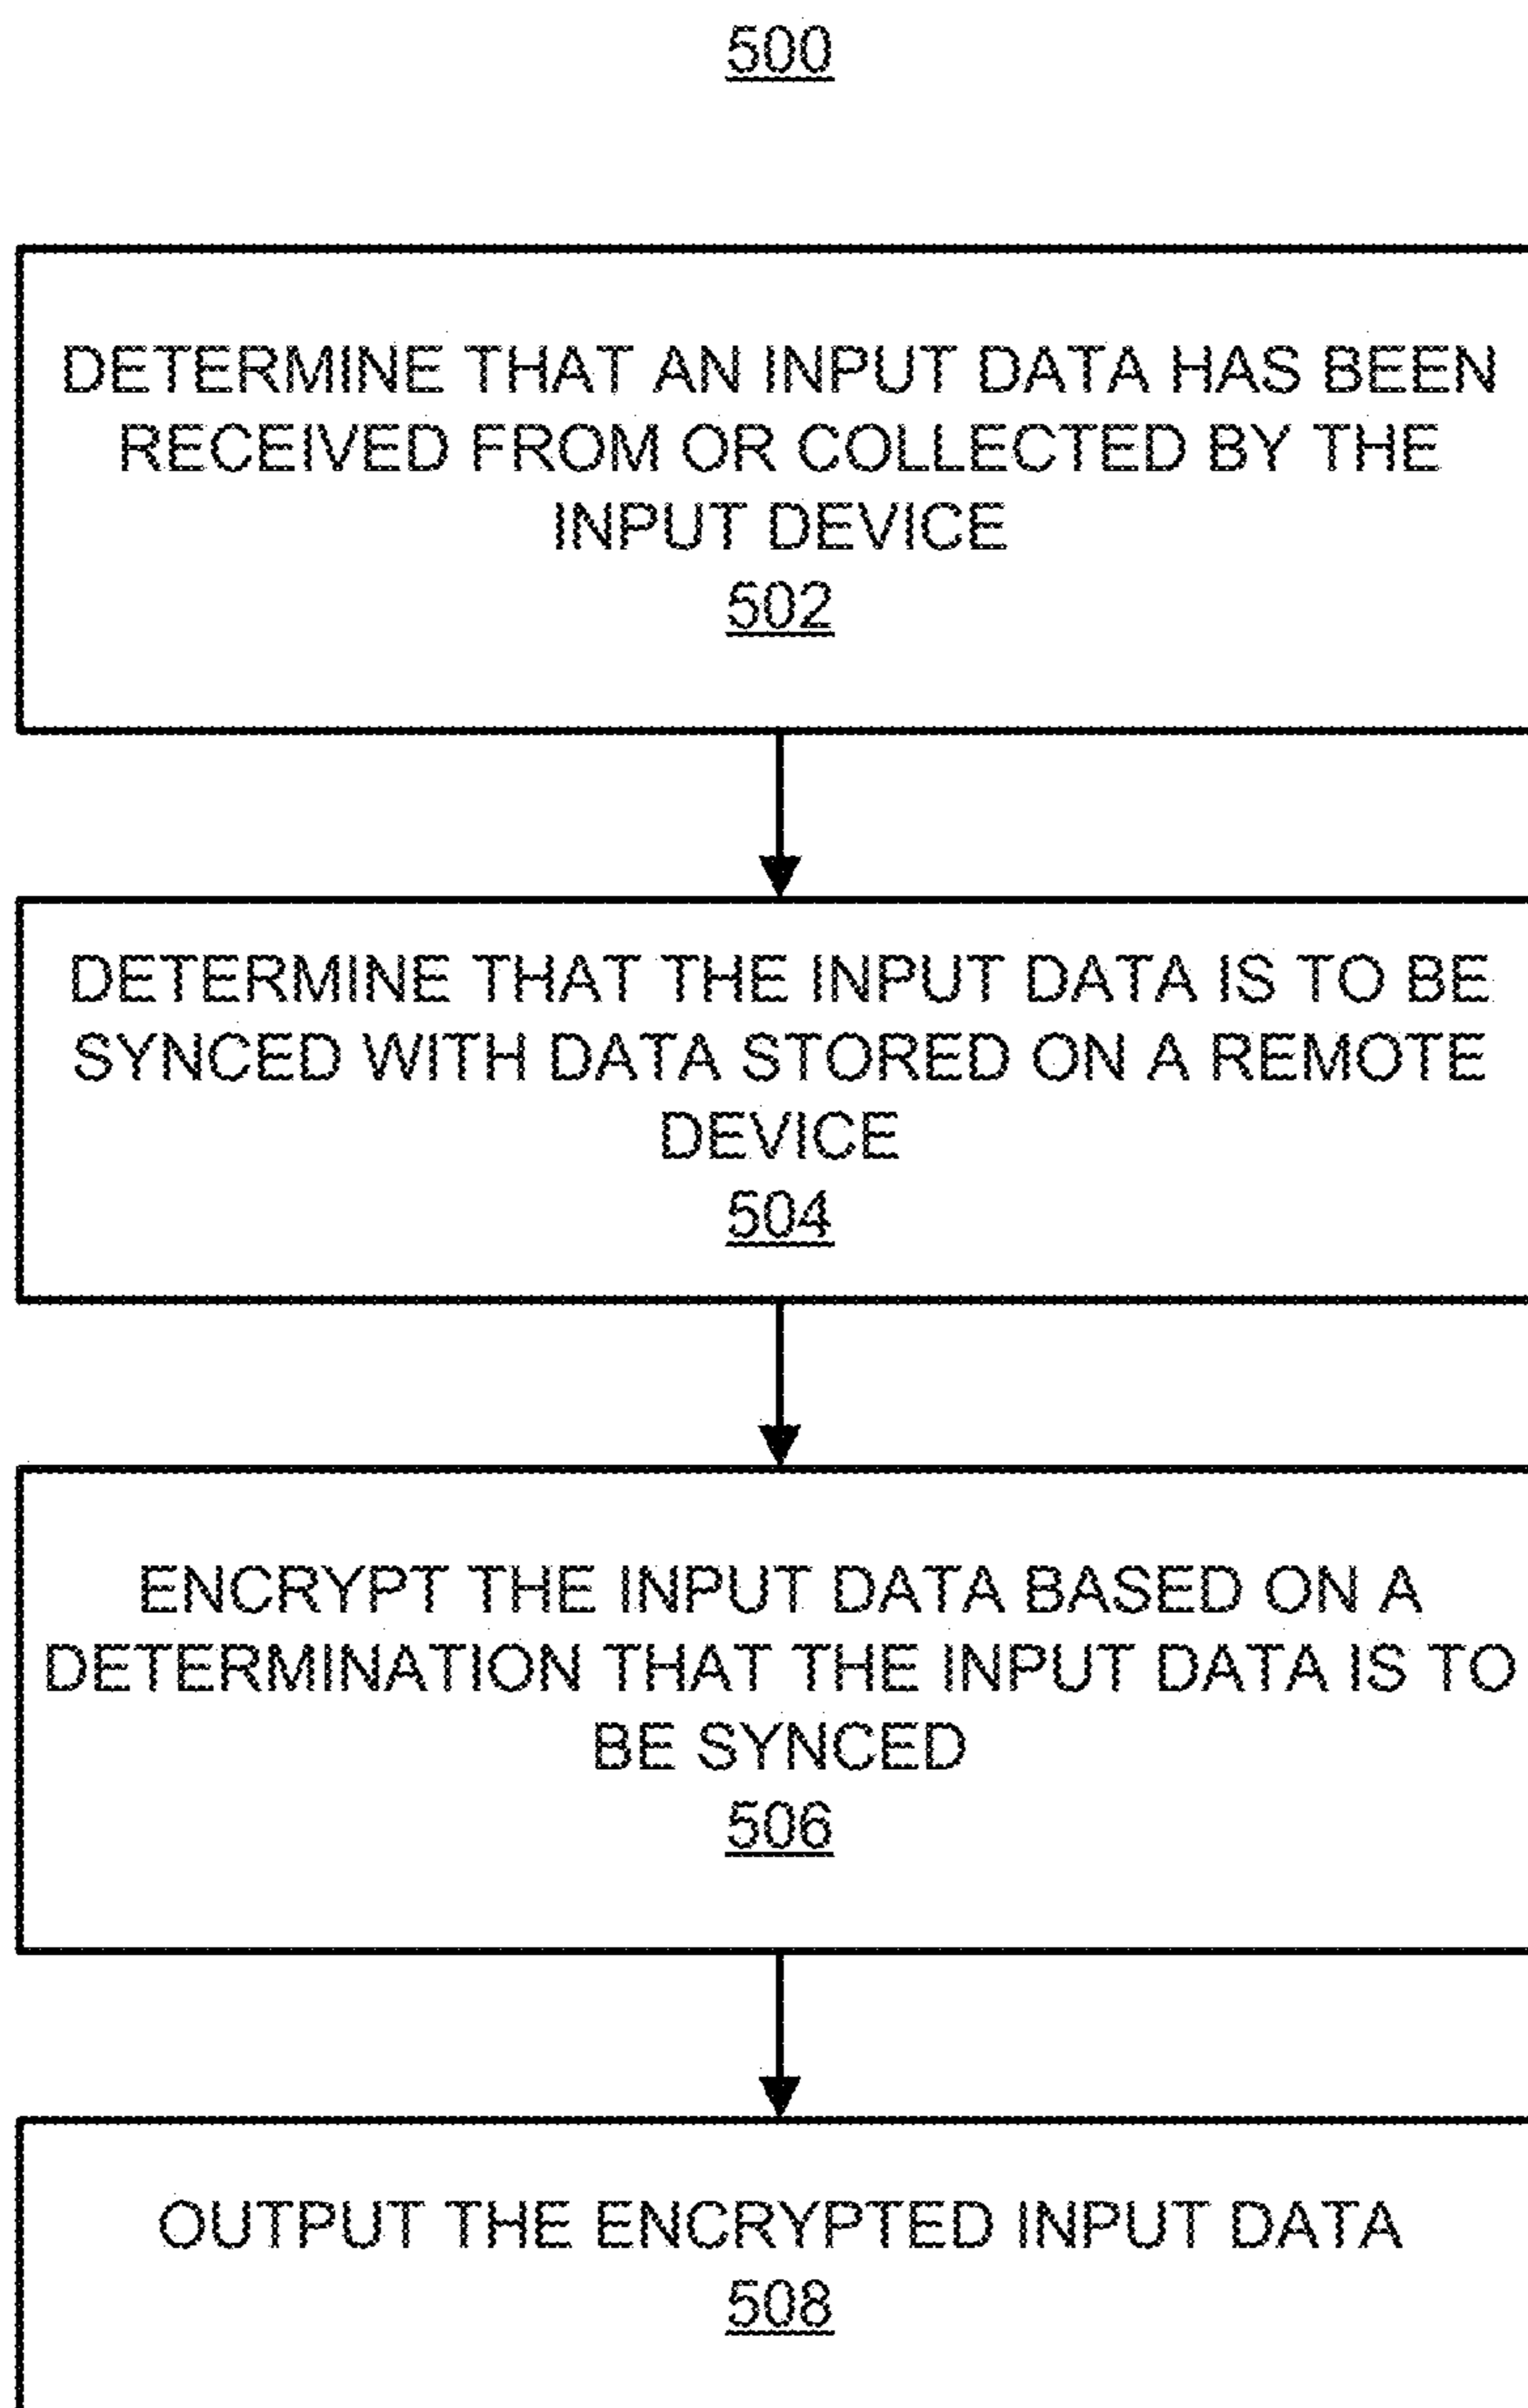 500
DETERMINE THAT AN INPUT DATA HAS BEEN
RECEIVED FROM OR COLLECTED BY THE
INPUT DEVICE
502
DETERMINE THAT THE INPUT DATA IS TO BE
SYNCED WITH DATA STORED ON A REMOTE
DEVICE
504
ENCRYPT THE INPUT DATA BASED ON A
DETERMINATION THAT THE INPUT DATA IS TO
BE SYNCED
506
OUTPUT THE ENCRYPTED INPUT DATA
508